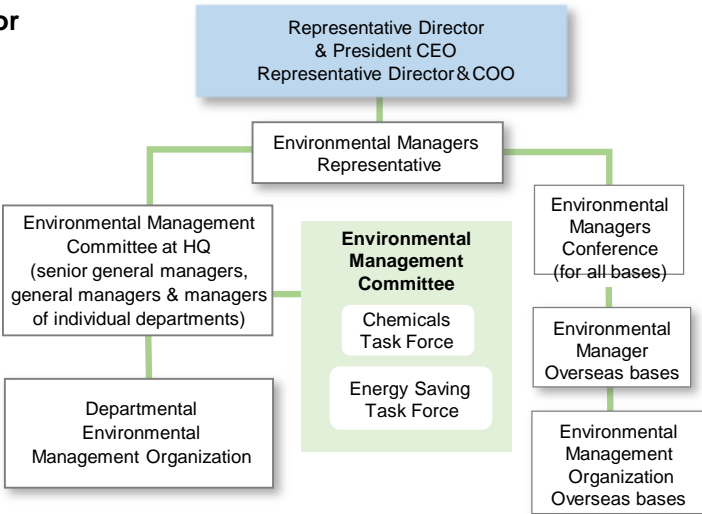 or
Representative Director
& President CEO
Representative Director＆COO
Environmental Managers
Representative
Environmental Management
Committee at HQ
(senior general managers,
general managers & managers
of individual departments)
Departmental
Environmental
Management Organization
Environmental
Management
Committee
Chemicals
Task Force
Energy Saving
Task Force
Environmental
Managers
Conference
(for all bases)
Environmental
Manager
Overseas bases
Environmental
Management
Organization
Overseas bases